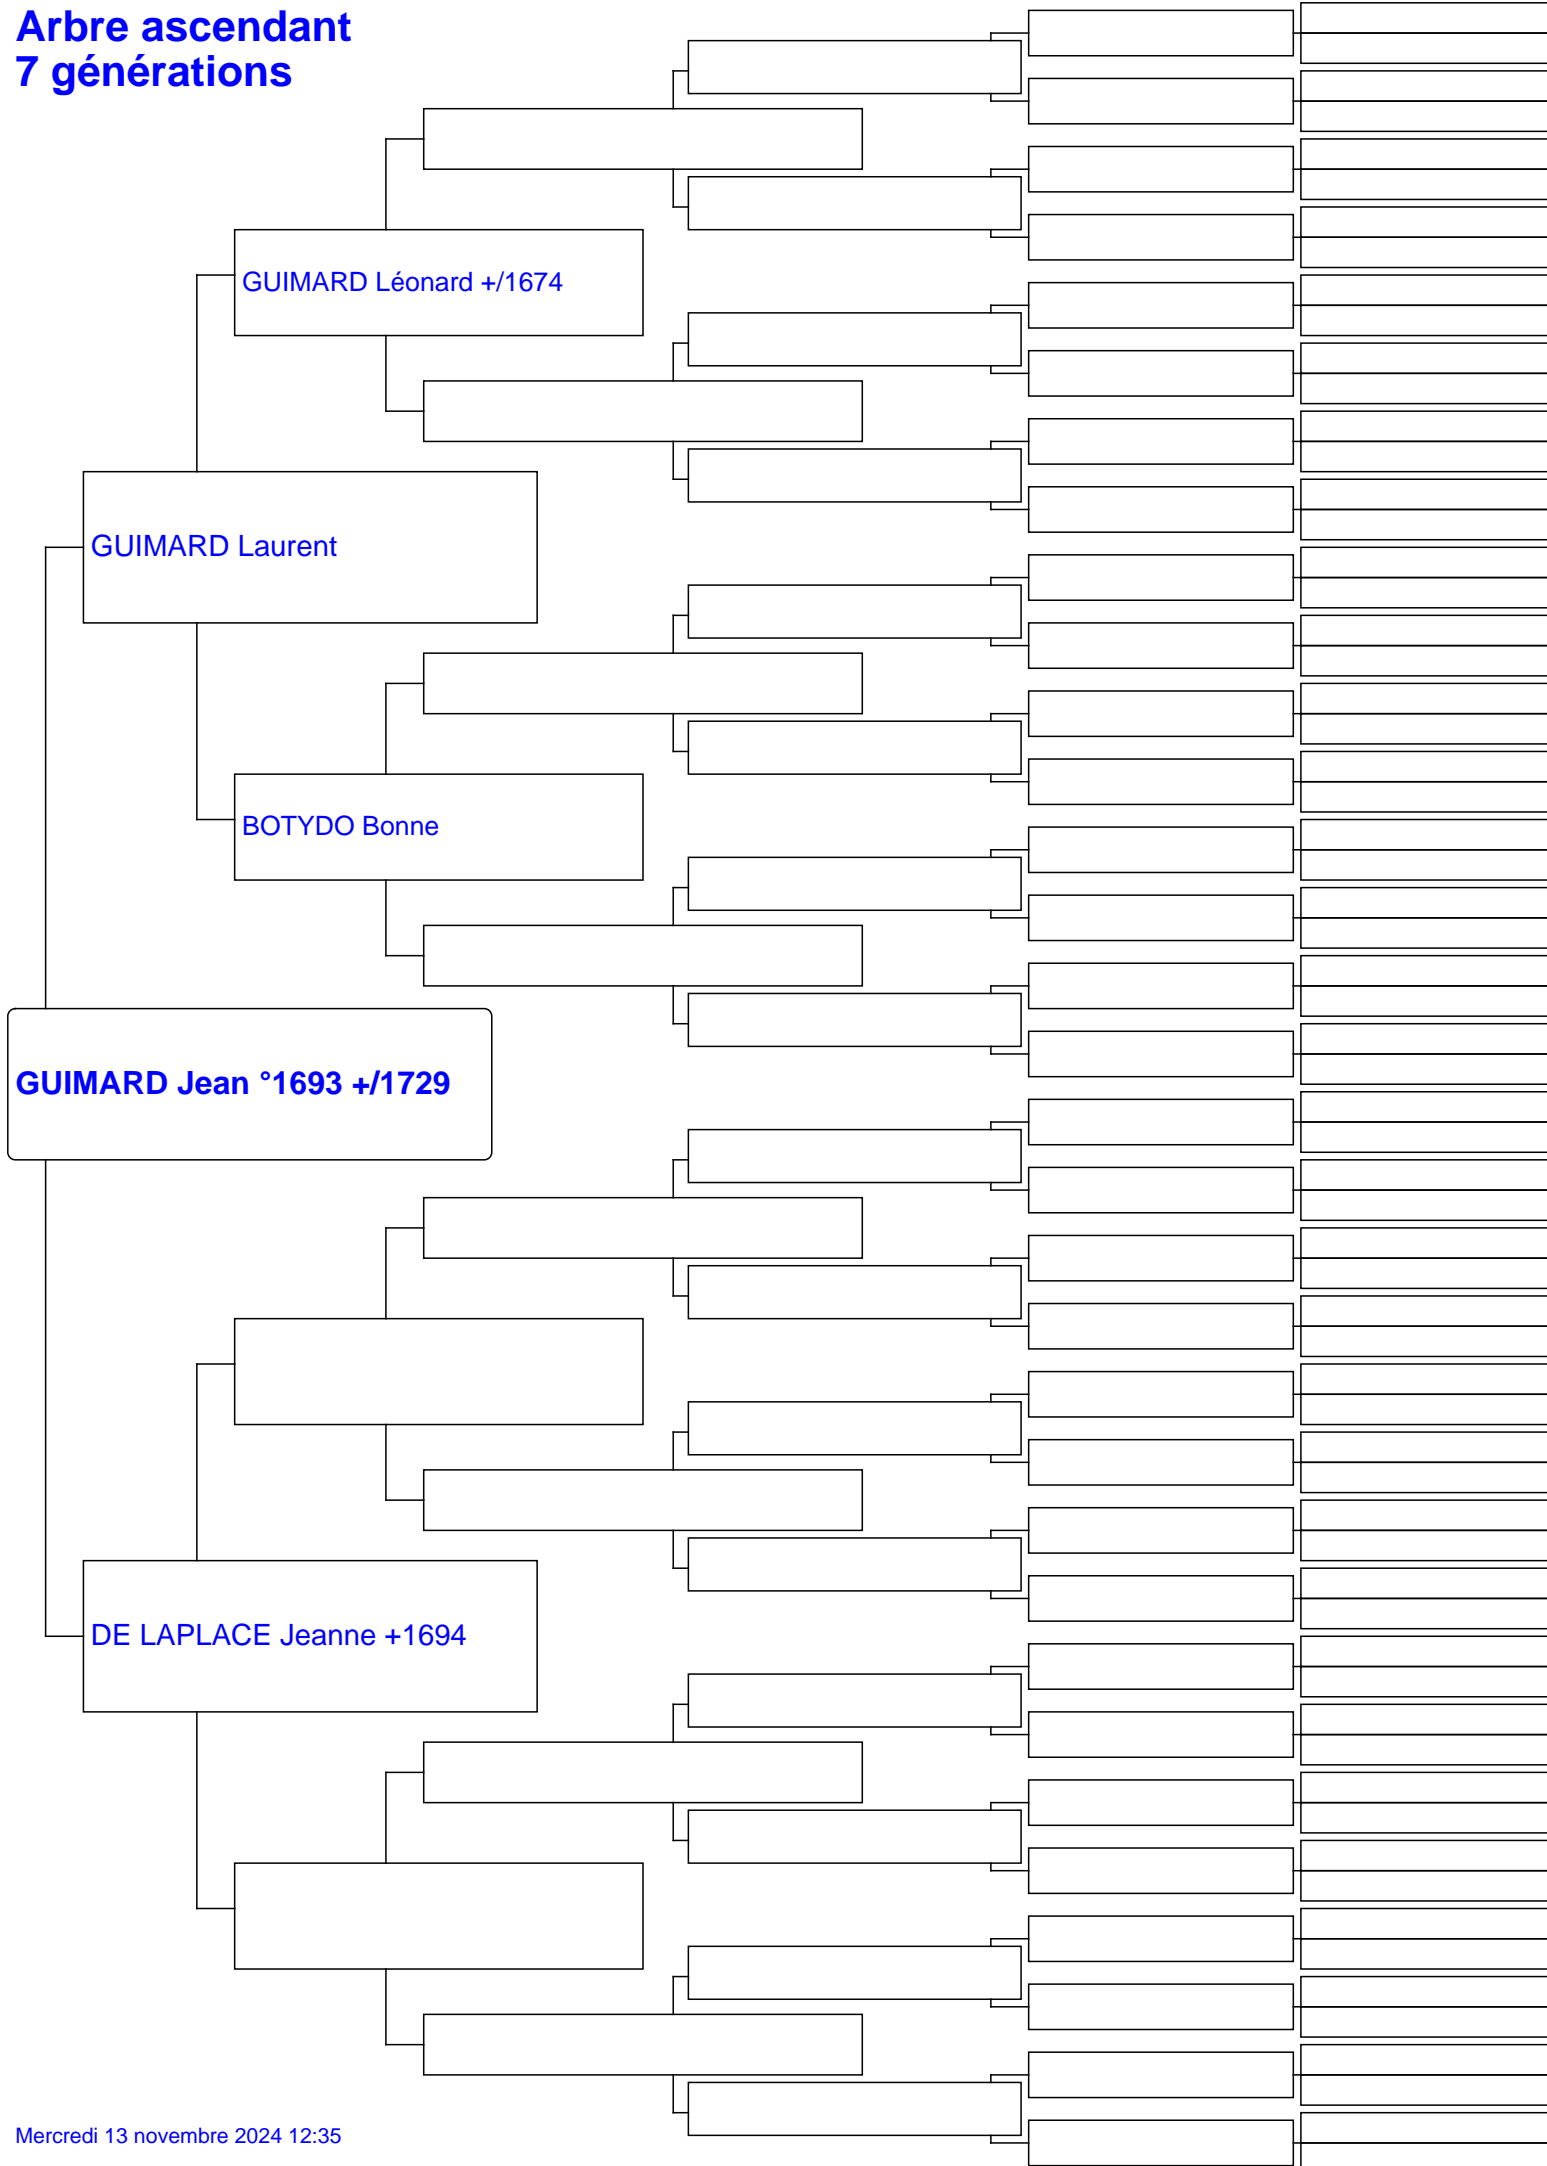 Arbre ascendant
7 générations
GUIMARD Léonard +/1674
GUIMARD Laurent
BOTYDO Bonne
GUIMARD Jean °1693 +/1729
DE LAPLACE Jeanne +1694
Mercredi 13 novembre 2024 12:35